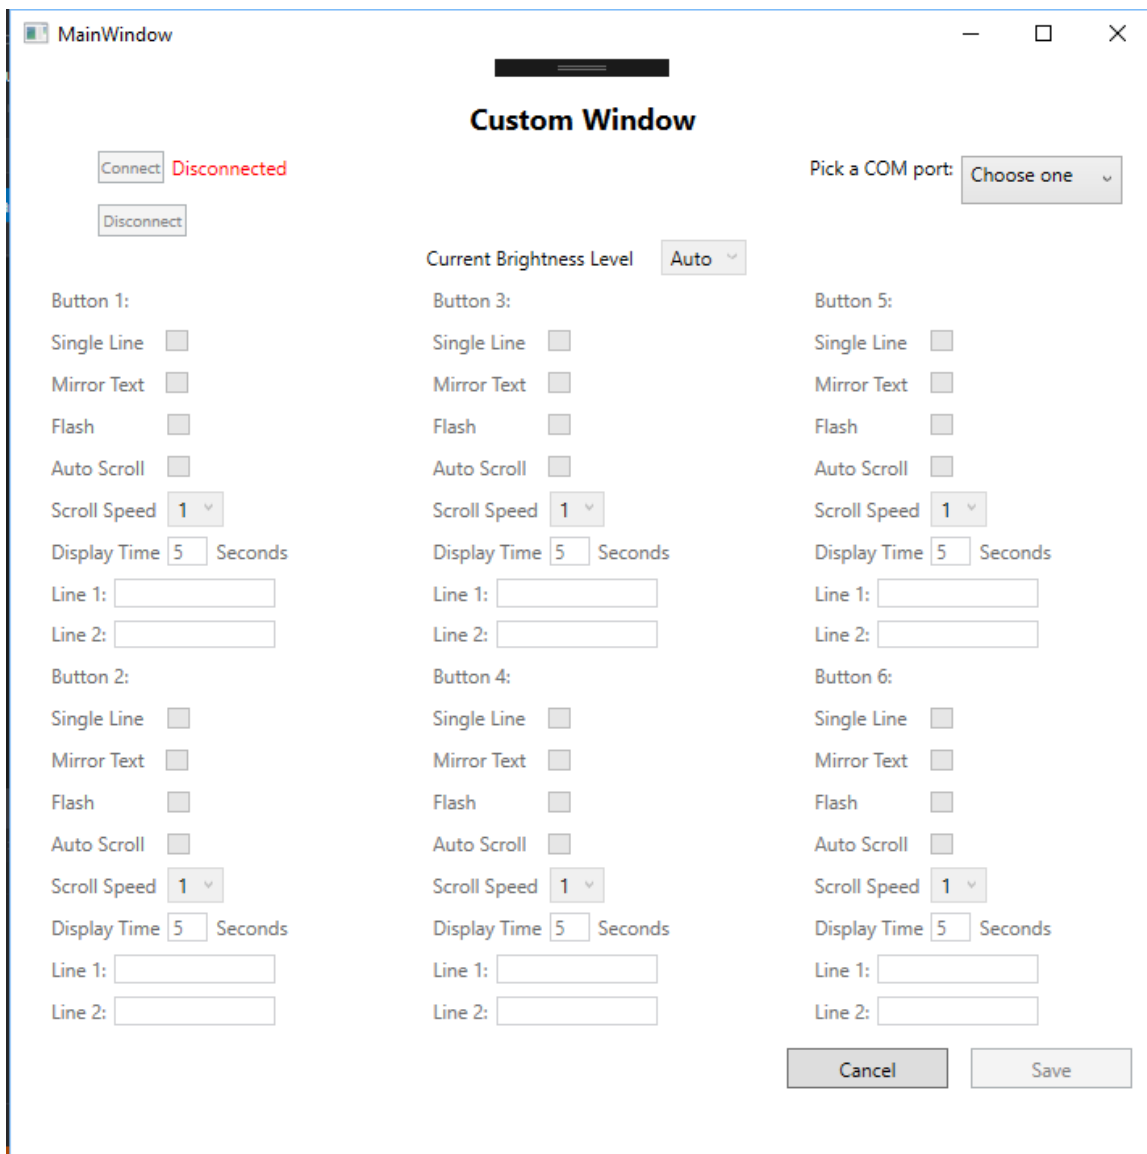 MainWindow
Custom Window
Connect Disconnected Pick a COM port: Choose one
Disconnect
Current Brightness Level Auto
Button 1: Button 3: Button 5:
Single Line Single Line Single Line
Mirror Text Mirror Text Mirror Text
Flash Flash Flash
Auto Scroll Auto Scroll Auto Scroll
Scroll Speed 1 Scroll Speed 1 Scroll Speed 1
Display Time 5 Seconds Display Time 5 Seconds Display Time 5 Seconds
Line 1: Line 1: Line 1:
Line 2: Line 2: Line 2:
Button 2: Button 4: Button 6:
Single Line Single Line Single Line
Mirror Text Mirror Text Mirror Text
Flash Flash Flash
Auto Scroll Auto Scroll Auto Scroll
Scroll Speed 1 Scroll Speed 1 Scroll Speed 1
Display Time 5 Seconds Display Time 5 Seconds Display Time 5 Seconds
Line 1: Line 1: Line 1:
Line 2: Line 2: Line 2:
Cancel Save